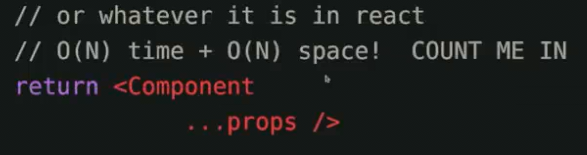 // or whatever it is in react
// O(N) time + O(N) space!  COUNT ME IN
return <Component
...props />